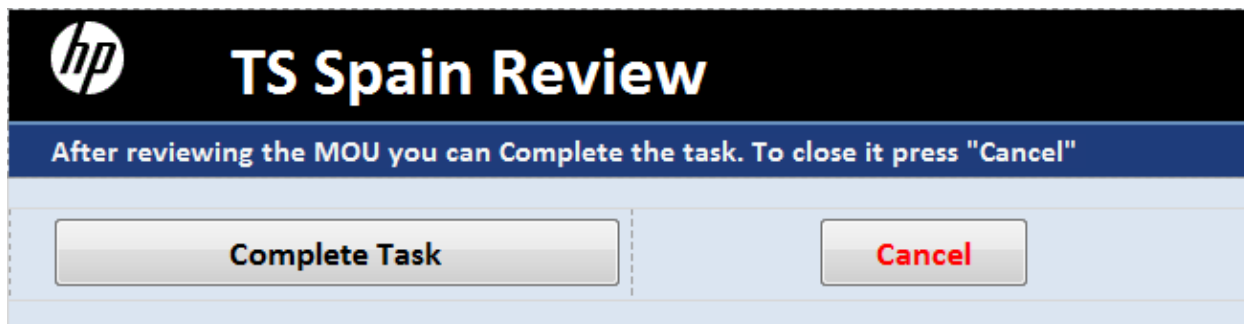 hp
TS Spain Review
After reviewing the MOU you can Complete the task. To close it press "Cancel"
Complete Task
Cancel